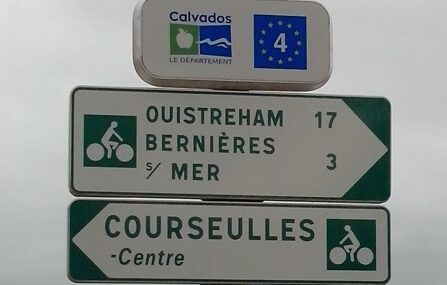 Calvados
LE DÉPARTEMENT
4
OUISTREHAM 17
BERNIÈRES
s/ MER 3
COURSEULLES
-Centre